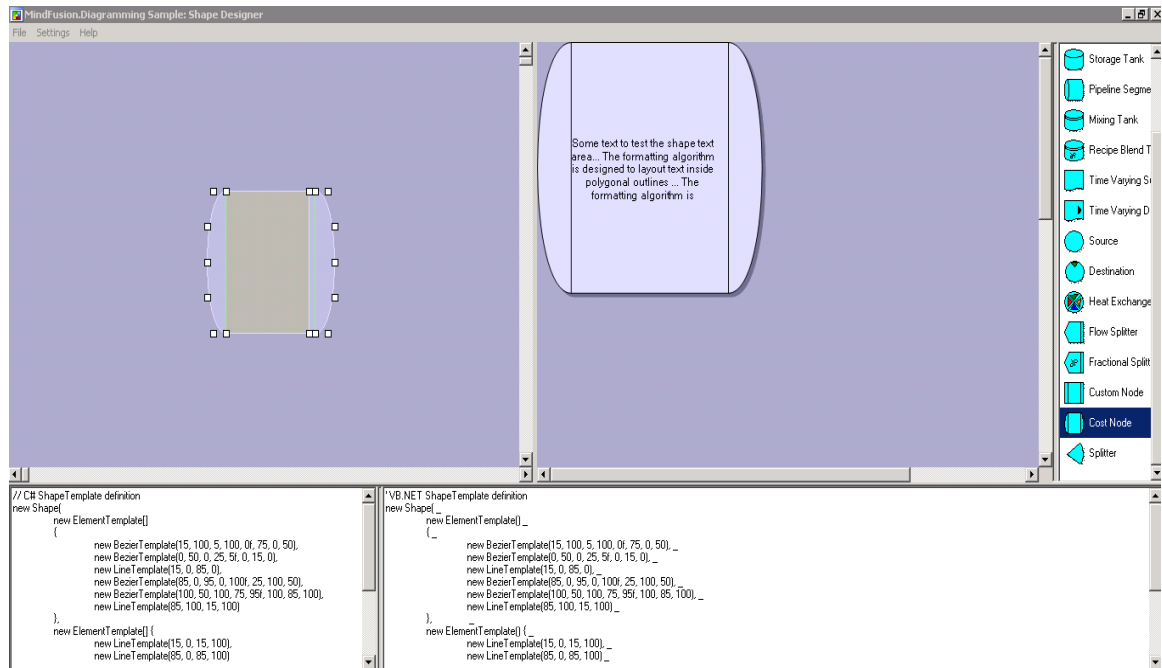 MindFusion.Diagramming Sample: Shape Designer
File Settings Help
Some text to test the shape text
area... The formatting algorithm
is designed to layout text inside
polygonal outlines ... The
formatting algorithm is
Storage Tank
Pipeline Segme
Mixing Tank
Recipe Blend T
Time Varying S
Time Varying D
Source
Destination
Heat Exchange
Flow Splitter
Fractional Splitt
Custom Node
Cost Node
Splitter
// C# ShapeTemplate definition
new Shape(
new ElementTemplate[]
{
new BezierTemplate(15, 100, 5, 100, 0f, 75, 0, 50),
new BezierTemplate(0, 50, 0, 25, 5f, 0, 15, 0),
new LineTemplate(15, 0, 85, 0),
new BezierTemplate(85, 0, 95, 0, 100f, 25, 100, 50),
new BezierTemplate(100, 50, 100, 75, 95f, 100, 85, 100),
new LineTemplate(85, 100, 15, 100)
},
new ElementTemplate[] {
new LineTemplate(15, 0, 15, 100),
new LineTemplate(85, 0, 85, 100)
'VB.NET ShapeTemplate definition
new Shape( _
new ElementTemplate() _
{ _
new BezierTemplate(15, 100, 5, 100, 0f, 75, 0, 50), _
new BezierTemplate(0, 50, 0, 25, 5f, 0, 15, 0), _
new LineTemplate(15, 0, 85, 0), _
new BezierTemplate(85, 0, 95, 0, 100f, 25, 100, 50), _
new BezierTemplate(100, 50, 100, 75, 95f, 100, 85, 100), _
new LineTemplate(85, 100, 15, 100) _
}, _
new ElementTemplate() { _
new LineTemplate(15, 0, 15, 100), _
new LineTemplate(85, 0, 85, 100) _